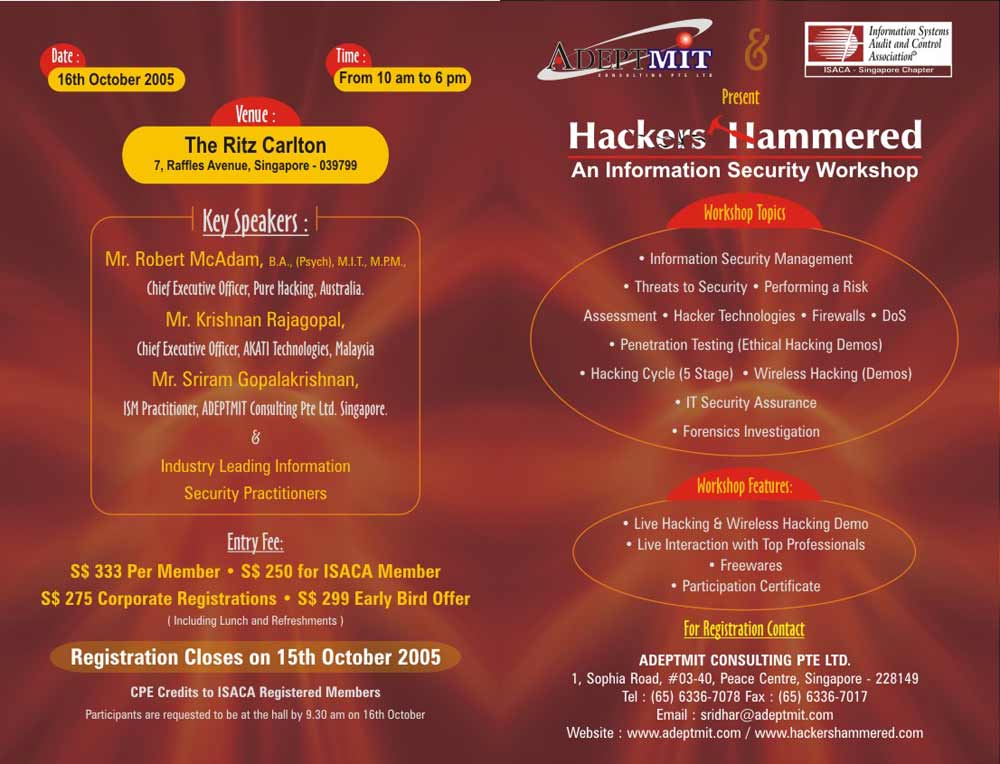 Date :
16th October 2005
Time :
From 10 am to 6 pm
Venue :
The Ritz Carlton
7, Raffles Avenue, Singapore - 039799
Key Speakers :
Mr. Robert McAdam, B.A., (Psych), M.I.T., M.P.M.,
Chief Executive Officer, Pure Hacking, Australia.
Mr. Krishnan Rajagopal,
Chief Executive Officer, AKATI Technologies, Malaysia
Mr. Sriram Gopalakrishnan,
ISM Practitioner, ADEPTMIT Consulting Pte Ltd. Singapore.
&
Industry Leading Information
Security Practitioners
Entry Fee:
S$ 333 Per Member • S$ 250 for ISACA Member
S$ 275 Corporate Registrations • S$ 299 Early Bird Offer
( Including Lunch and Refreshments )
Registration Closes on 15th October 2005
CPE Credits to ISACA Registered Members
Participants are requested to be at the hall by 9.30 am on 16th October
ADEPTMIT
CONSULTING PTE LTD
&
Information Systems
Audit and Control
Association®
ISACA - Singapore Chapter
Present
Hackers Hammered
An Information Security Workshop
Workshop Topics
• Information Security Management
• Threats to Security • Performing a Risk
Assessment • Hacker Technologies • Firewalls • DoS
• Penetration Testing (Ethical Hacking Demos)
• Hacking Cycle (5 Stage) • Wireless Hacking (Demos)
• IT Security Assurance
• Forensics Investigation
Workshop Features:
• Live Hacking & Wireless Hacking Demo
• Live Interaction with Top Professionals
• Freewares
• Participation Certificate
For Registration Contact
ADEPTMIT CONSULTING PTE LTD.
1, Sophia Road, #03-40, Peace Centre, Singapore - 228149
Tel : (65) 6336-7078 Fax : (65) 6336-7017
Email : sridhar@adeptmit.com
Website : www.adeptmit.com / www.hackershammered.com